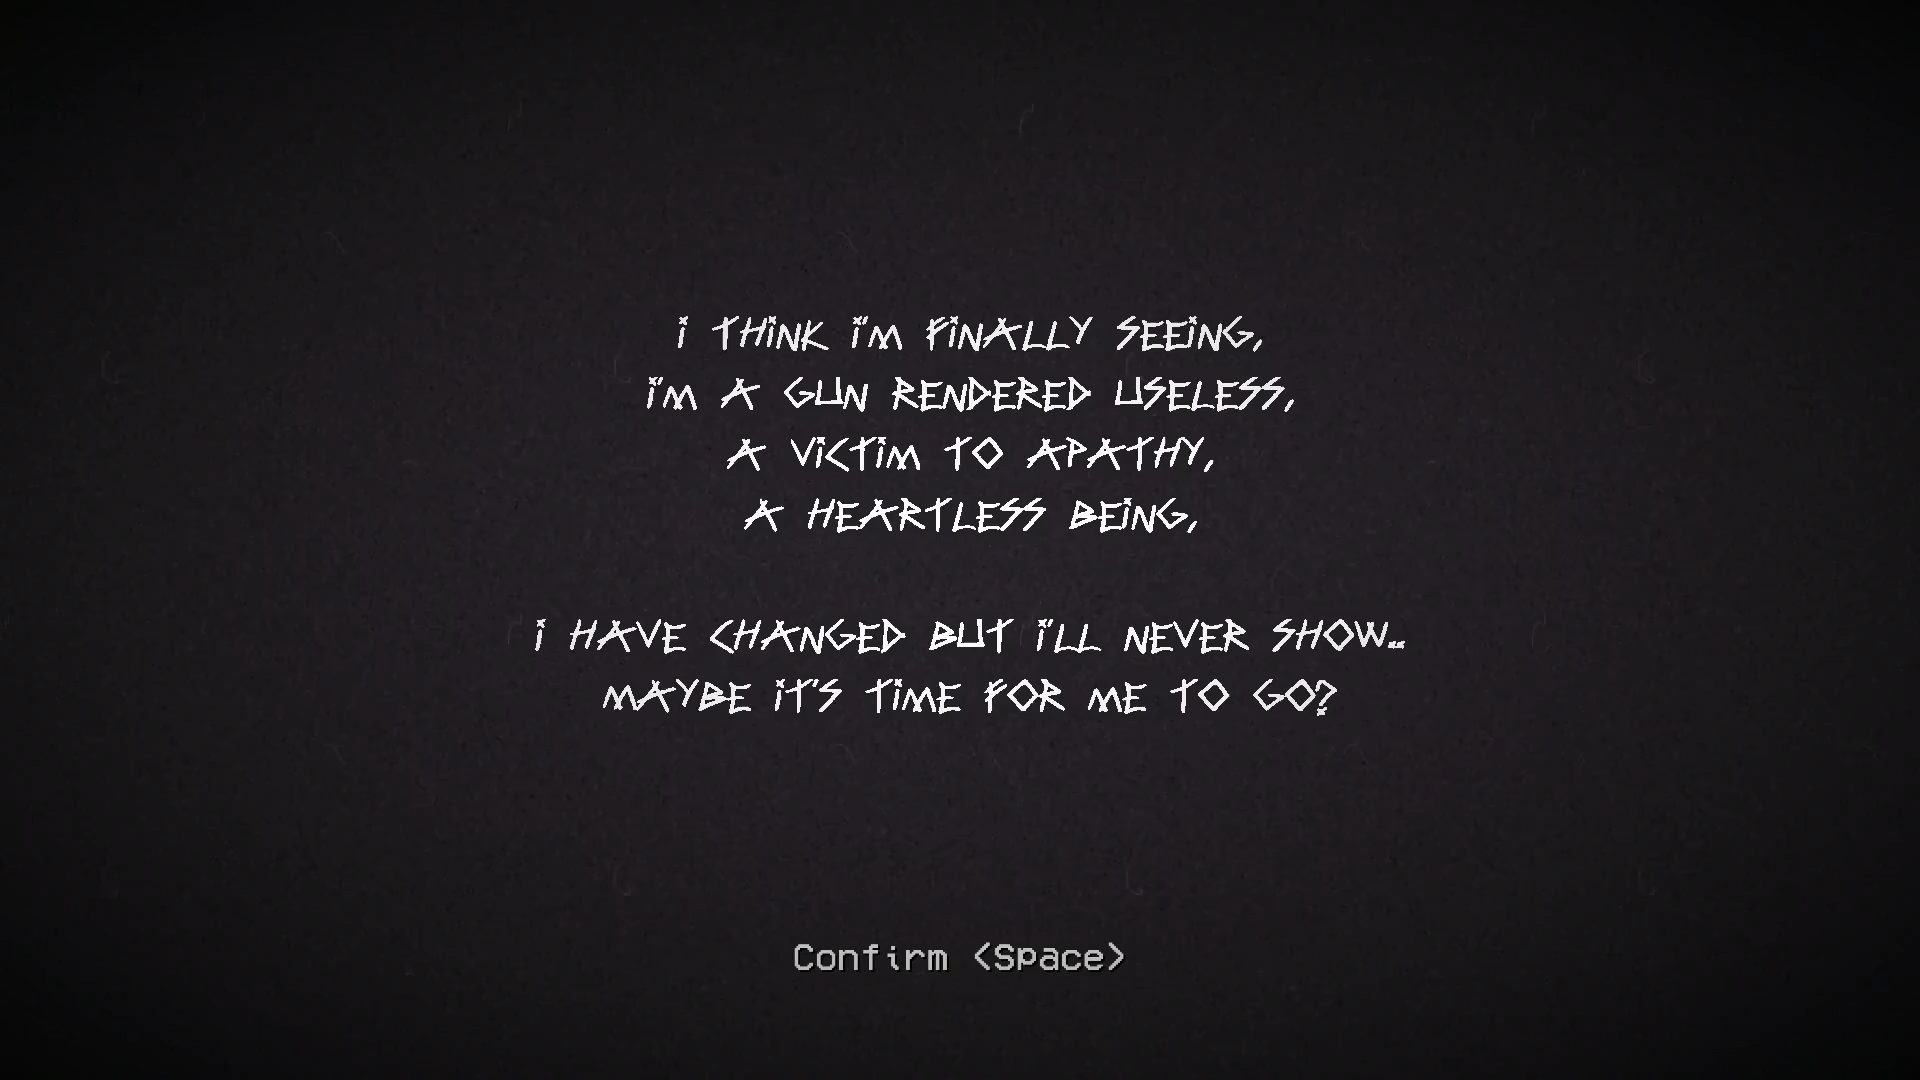 i THiNK i'M FiNALLY SEEiNG,
i'M A GUN RENDERED USELESS,
A ViCTiM TO APATHY,
A HEARTLESS BEiNG,
i HAVE CHANGED BUT i'LL NEVER SHOW..
MAYBE iT'S TiME FOR ME TO GO?
Confirm <Space>